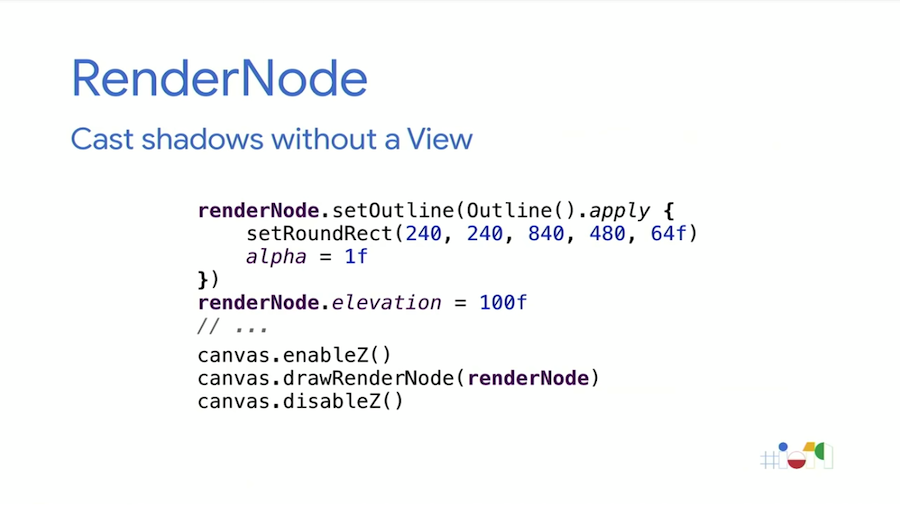 RenderNode
Cast shadows without a View
renderNode.setOutline(Outline().apply {
setRoundRect(240, 240, 840, 480, 64f)
alpha = 1f
})
renderNode.elevation = 100f
// ...
canvas.enableZ()
canvas.drawRenderNode(renderNode)
canvas.disableZ()
#io19